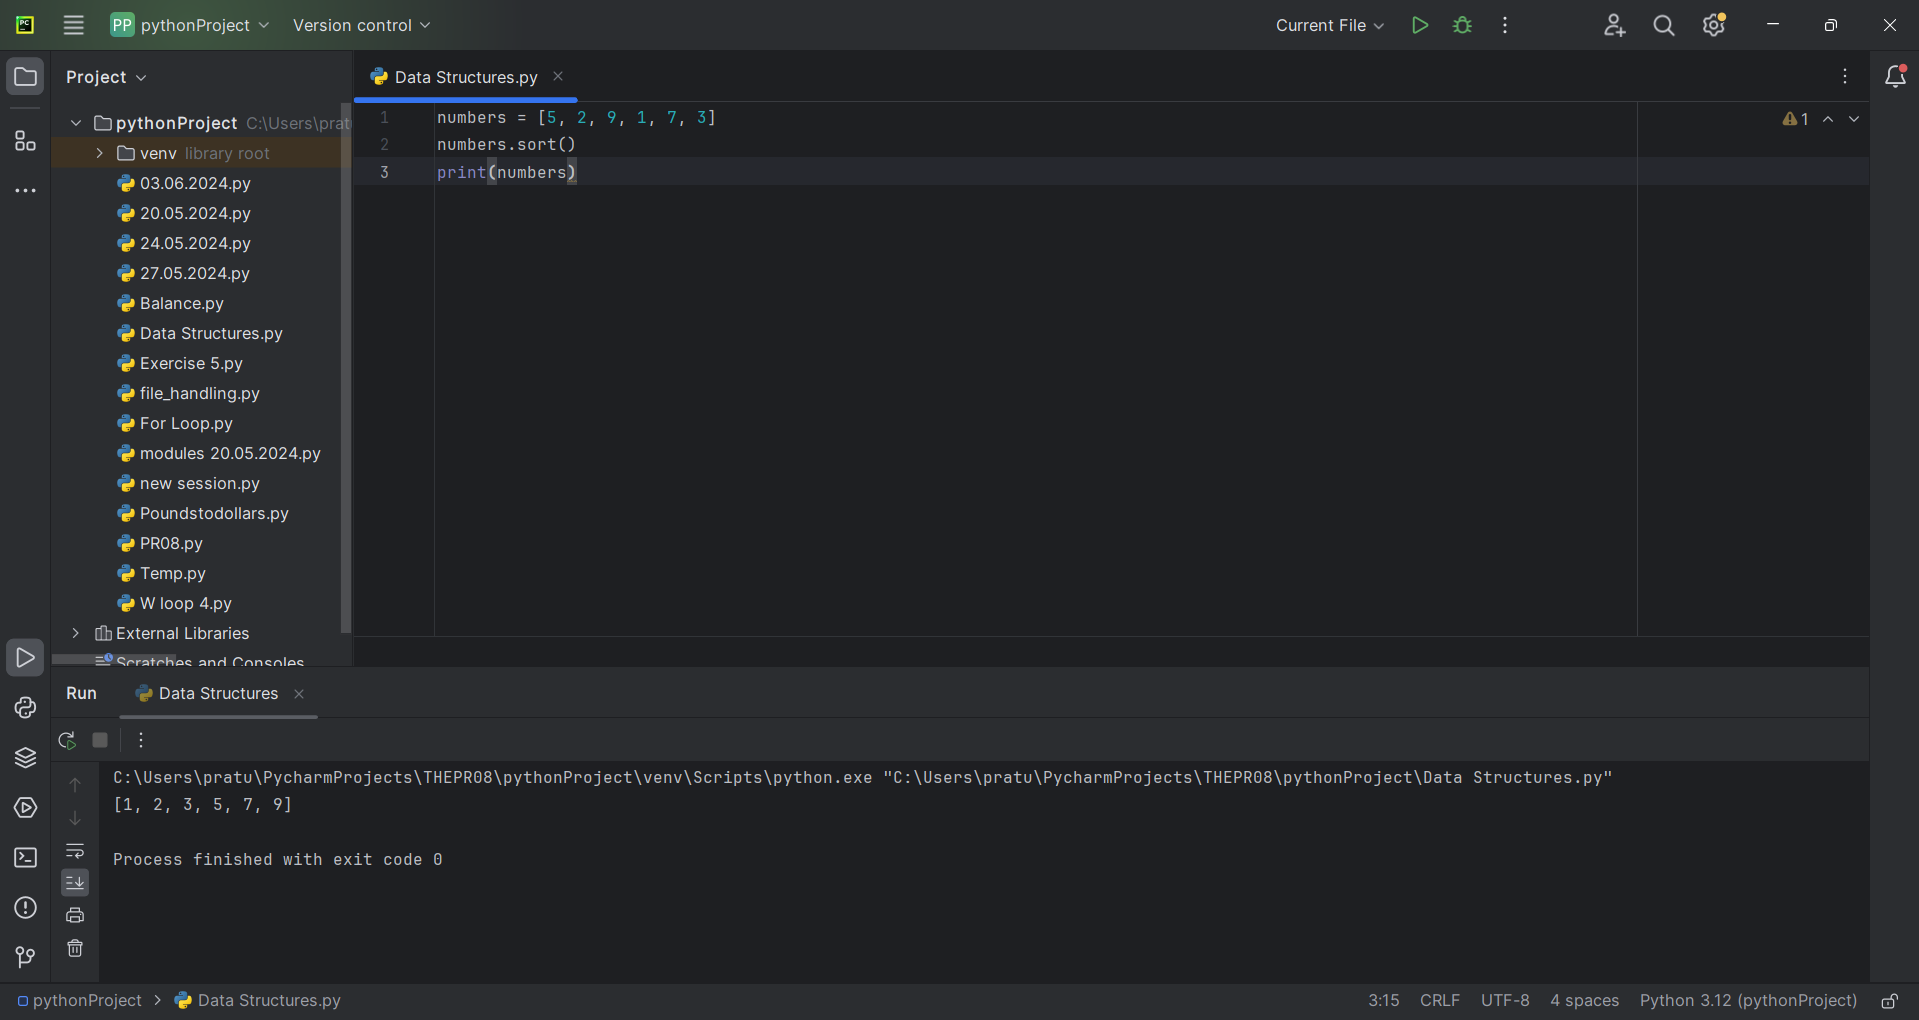 PC
PP pythonProject Version control Current File
Project
Data Structures.py
pythonProject C:\Users\prat
venv library root
03.06.2024.py
20.05.2024.py
24.05.2024.py
27.05.2024.py
Balance.py
Data Structures.py
Exercise 5.py
file_handling.py
For Loop.py
modules 20.05.2024.py
new session.py
Poundstodollars.py
PR08.py
Temp.py
W loop 4.py
External Libraries
Scratches and Consoles
1 numbers = [5, 2, 9, 1, 7, 3]
2 numbers.sort()
3 print(numbers)
1
Run Data Structures
C:\Users\pratu\PycharmProjects\THEPR08\pythonProject\venv\Scripts\python.exe "C:\Users\pratu\PycharmProjects\THEPR08\pythonProject\Data Structures.py"
[1, 2, 3, 5, 7, 9]
Process finished with exit code 0
pythonProject > Data Structures.py
3:15 CRLF UTF-8 4 spaces Python 3.12 (pythonProject)